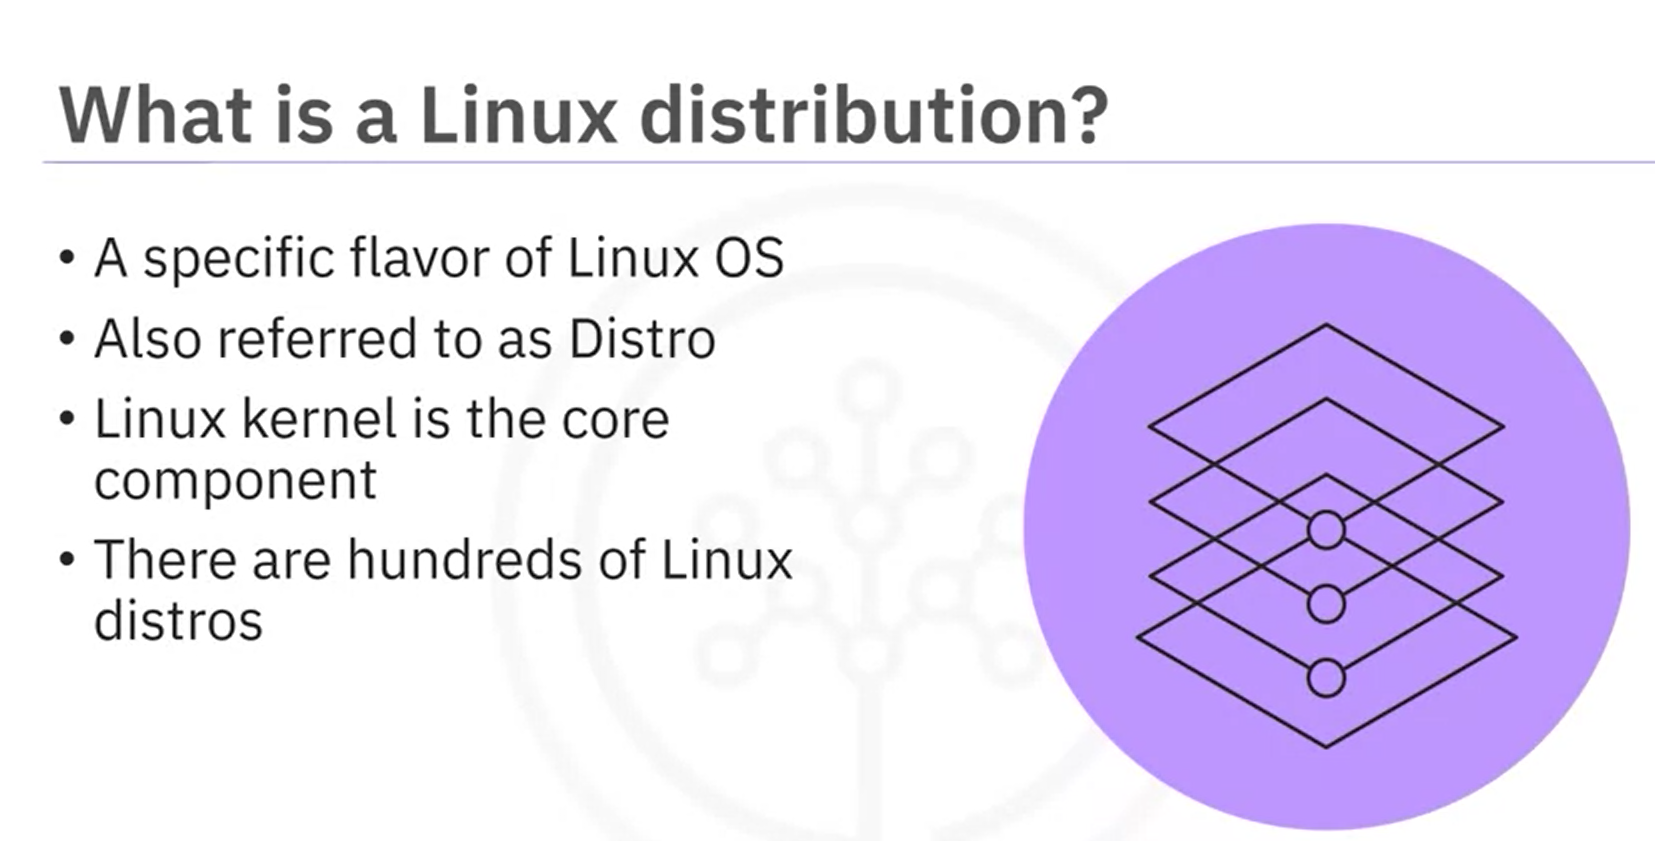 What is a Linux distribution?
• A specific flavor of Linux OS
• Also referred to as Distro
• Linux kernel is the core
component
• There are hundreds of Linux
distros